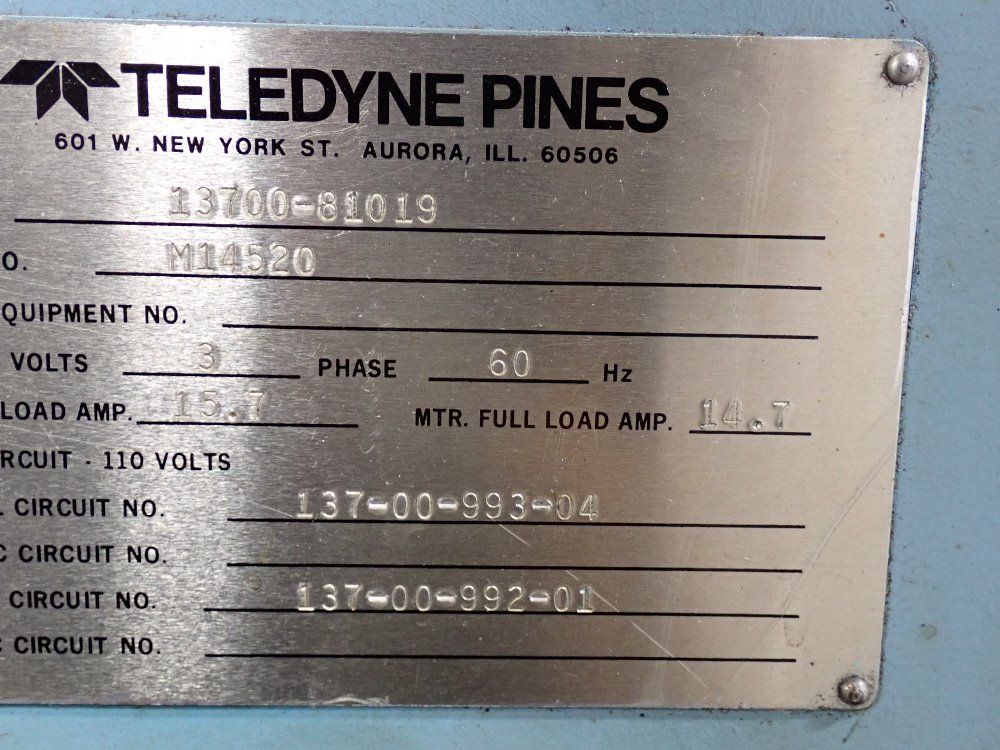 TELEDYNE PINES
601 W. NEW YORK ST. AURORA, ILL. 60506
13700-81019
O. M14520
QUIPMENT NO.
VOLTS 3 PHASE 60 Hz
LOAD AMP. 15.7 MTR. FULL LOAD AMP. 14.7
RCUIT - 110 VOLTS
. CIRCUIT NO. 137-00-993-04
C CIRCUIT NO.
CIRCUIT NO. 137-00-992-01
C CIRCUIT NO.